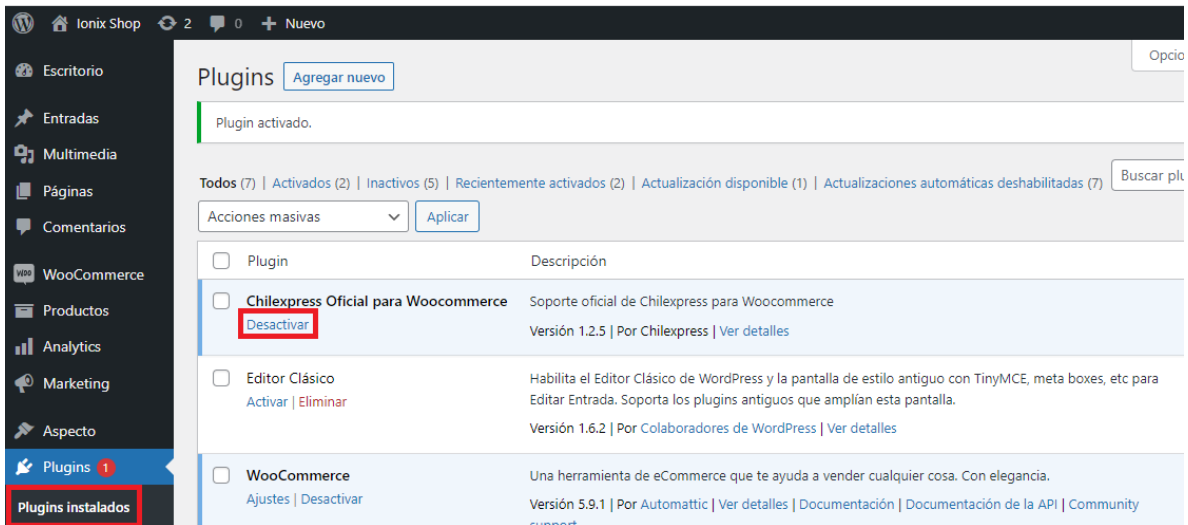 Ionix Shop 2 0 + Nuevo
Opcio
Escritorio
Entradas
Multimedia
Páginas
Comentarios
WooCommerce
Productos
Analytics
Marketing
Aspecto
Plugins 1
Plugins instalados
Plugins Agregar nuevo
Plugin activado.
Todos (7) | Activados (2) | Inactivos (5) | Recientemente activados (2) | Actualización disponible (1) | Actualizaciones automáticas deshabilitadas (7)
Buscar plu
Acciones masivas Aplicar
Plugin Descripción
Chilexpress Oficial para Woocommerce Soporte oficial de Chilexpress para Woocommerce
Desactivar Versión 1.2.5 | Por Chilexpress | Ver detalles
Editor Clásico Habilita el Editor Clásico de WordPress y la pantalla de estilo antiguo con TinyMCE, meta boxes, etc para
Activar | Eliminar Editar Entrada. Soporta los plugins antiguos que amplían esta pantalla.
Versión 1.6.2 | Por Colaboradores de WordPress | Ver detalles
WooCommerce Una herramienta de eCommerce que te ayuda a vender cualquier cosa. Con elegancia.
Ajustes | Desactivar Versión 5.9.1 | Por Automattic | Ver detalles | Documentación | Documentación de la API | Community
support